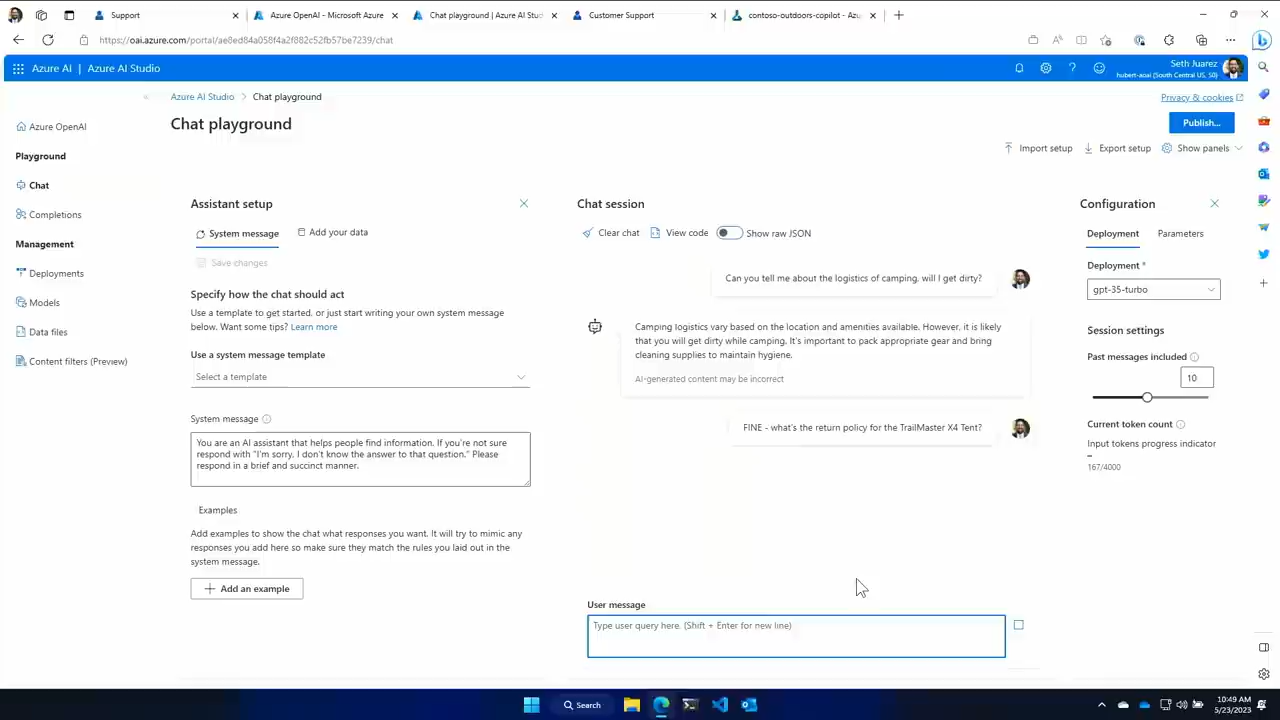 Support
Azure OpenAI - Microsoft Azure
Chat playground | Azure AI Stud
Customer Support
contoso-outdoors-copilot - Azu
https://oai.azure.com/portal/ae8ed84a058f4a2f882c52fb57be7239/chat
Azure AI | Azure AI Studio
Seth Juarez
hubert-aoai (South Central US, S0)
Azure AI Studio > Chat playground
Privacy & cookies
Chat playground
Publish...
Import setup
Export setup
Show panels
Azure OpenAI
Playground
Chat
Completions
Management
Deployments
Models
Data files
Content filters (Preview)
Assistant setup
System message
Add your data
Save changes
Specify how the chat should act
Use a template to get started, or just start writing your own system message
below. Want some tips? Learn more
Use a system message template
Select a template
System message
You are an AI assistant that helps people find information. If you're not sure
respond with "I'm sorry, I don't know the answer to that question." Please
respond in a brief and succinct manner.
Examples
Add examples to show the chat what responses you want. It will try to mimic any
responses you add here so make sure they match the rules you laid out in the
system message.
Add an example
Chat session
Clear chat
View code
Show raw JSON
Can you tell me about the logistics of camping, will I get dirty?
Camping logistics vary based on the location and amenities available. However, it is likely
that you will get dirty while camping. It's important to pack appropriate gear and bring
cleaning supplies to maintain hygiene.
AI-generated content may be incorrect
FINE - what's the return policy for the TrailMaster X4 Tent?
User message
Type user query here. (Shift + Enter for new line)
Configuration
Deployment
Parameters
Deployment *
gpt-35-turbo
Session settings
Past messages included
10
Current token count
Input tokens progress indicator
167/4000
Search
10:49 AM
5/23/2023